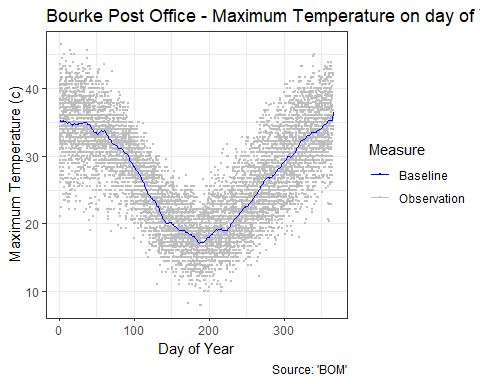 Bourke Post Office - Maximum Temperature on day of
Maximum Temperature (c)
40
30
20
10
0
100
200
300
Day of Year
Measure
Baseline
Observation
Source: 'BOM'